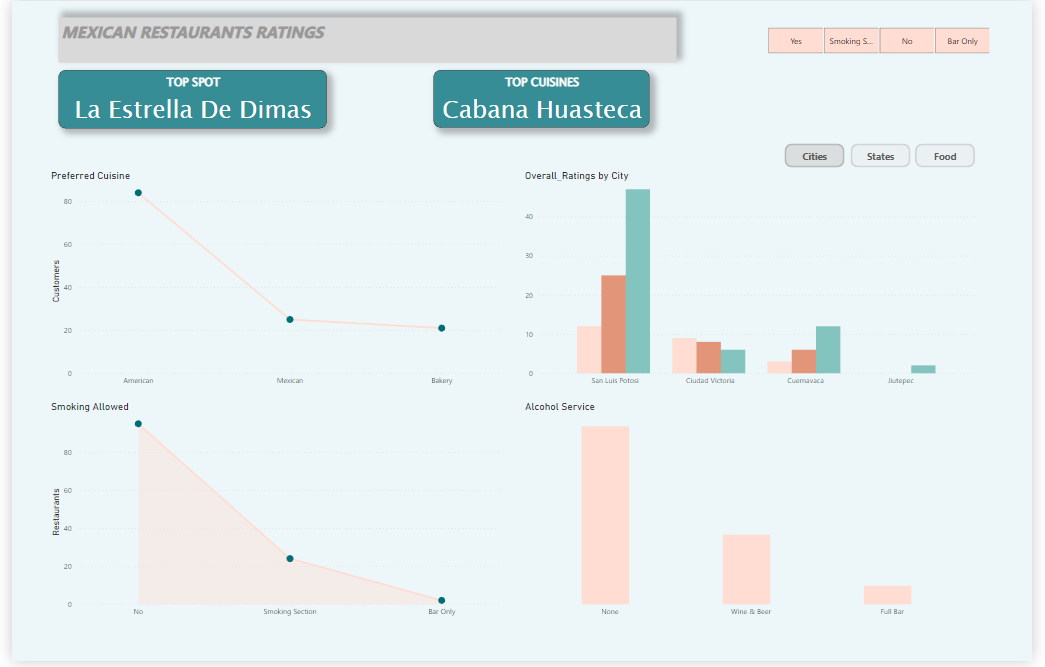 MEXICAN RESTAURANTS RATINGS
Yes
Smoking S...
No
Bar Only
TOP SPOT
La Estrella De Dimas
TOP CUISINES
Cabana Huasteca
Cities
States
Food
Preferred Cuisine
Customers
80
60
40
20
0
American
Mexican
Bakery
Overall_Ratings by City
40
30
20
10
0
San Luis Potosi
Ciudad Victoria
Cuernavaca
Jiutepec
Smoking Allowed
Restaurants
80
60
40
20
0
No
Smoking Section
Bar Only
Alcohol Service
None
Wine & Beer
Full Bar